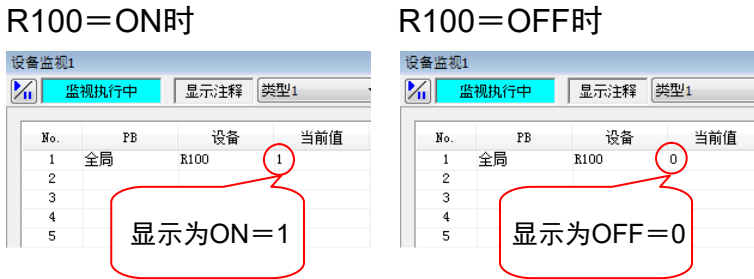 R100＝ON时
设备监视1
监视执行中 显示注释 类型1
No. PB 设备 当前值
1 全局 R100 1
2
3
4
5
显示为ON＝1
R100＝OFF时
设备监视1
监视执行中 显示注释 类型1
No. PB 设备 当前值
1 全局 R100 0
2
3
4
5
显示为OFF＝0